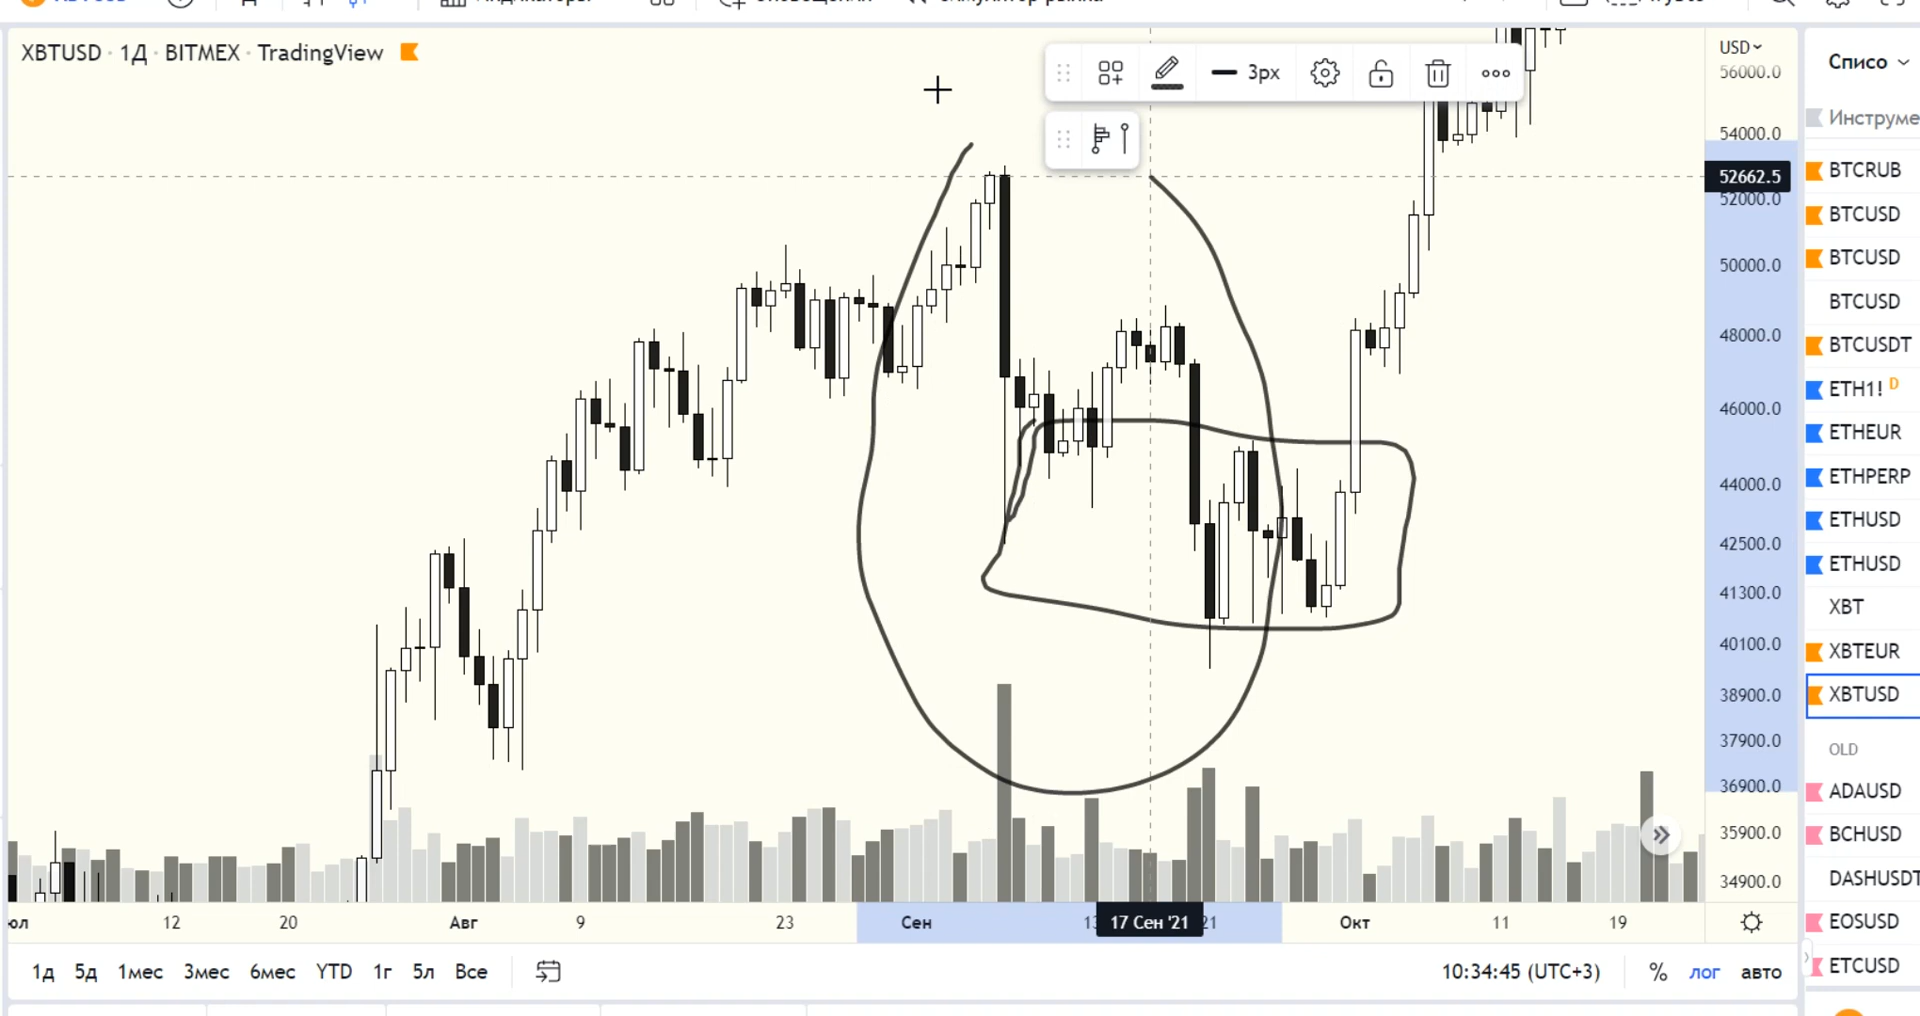 XBTUSD · 1Д · BITMEX · TradingView
3px
USD
56000.0
54000.0
52662.5
52000.0
50000.0
48000.0
46000.0
44000.0
42500.0
41300.0
40100.0
38900.0
37900.0
36900.0
35900.0
34900.0
Списо
Инструме
BTCRUB
BTCUSD
BTCUSD
BTCUSD
BTCUSDT
ETH1! D
ETHEUR
ETHPERP
ETHUSD
ETHUSD
XBT
XBTEUR
XBTUSD
OLD
ADAUSD
BCHUSD
DASHUSDT
EOSUSD
ETCUSD
юл 12 20 Авг 9 23 Сен 13 17 Сен '21 21 Окт 11 19
1д 5д 1мес 3мес 6мес YTD 1г 5л Все 10:34:45 (UTC+3) % лог авто